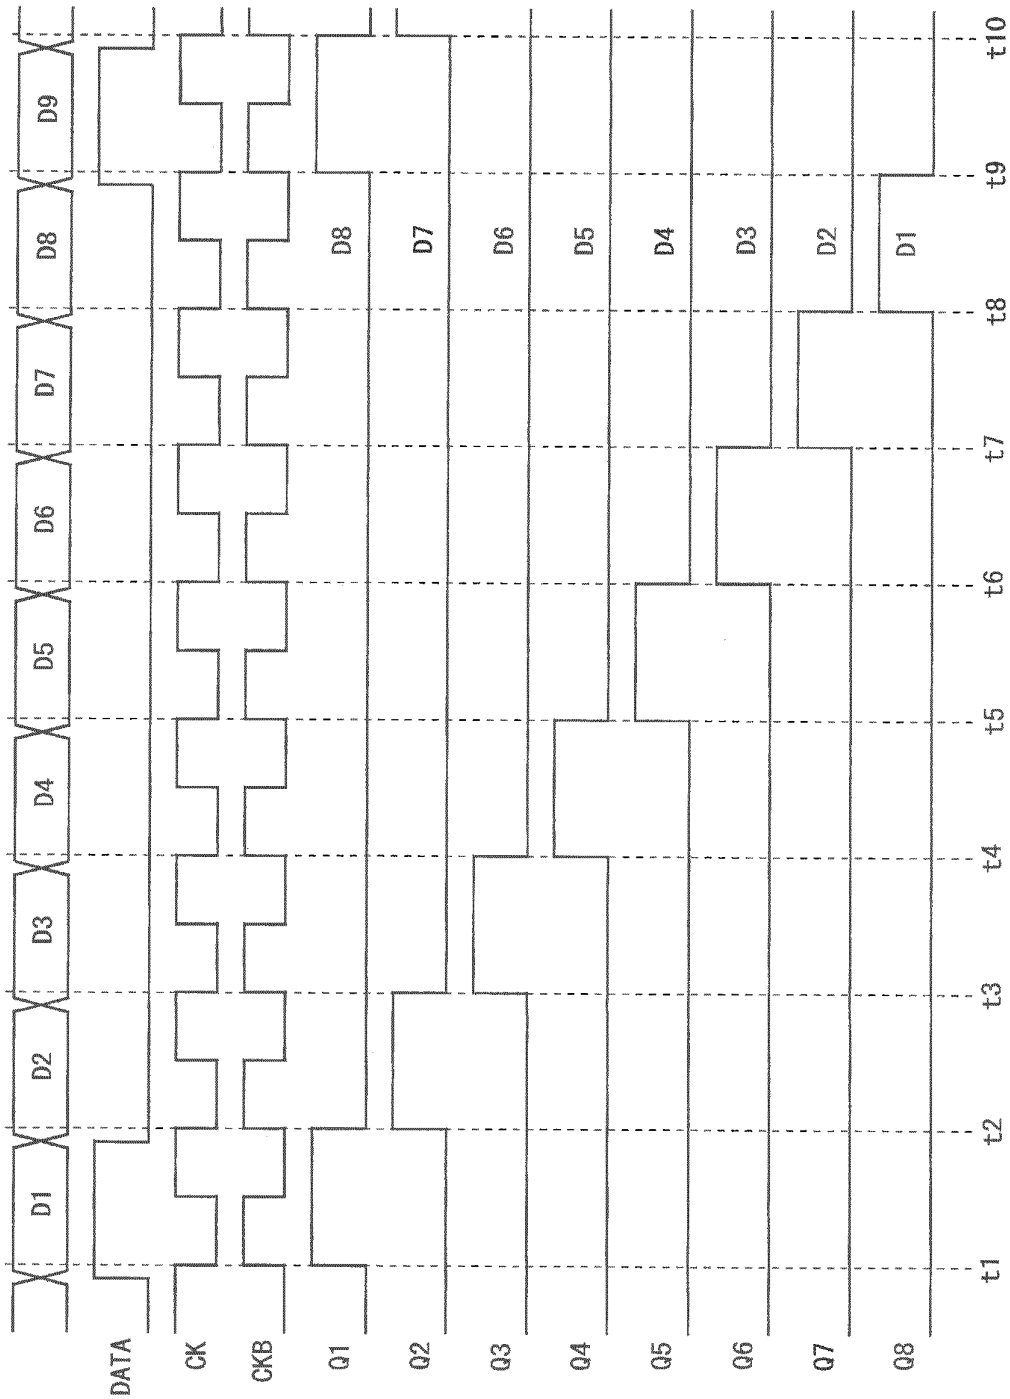 D1 D2 D3 D4 D5 D6 D7 D8 D9
DATA
CK
CKB
Q1 D8
Q2 D7
Q3 D6
Q4 D5
Q5 D4
Q6 D3
Q7 D2
Q8 D1
t1 t2 t3 t4 t5 t6 t7 t8 t9 t10